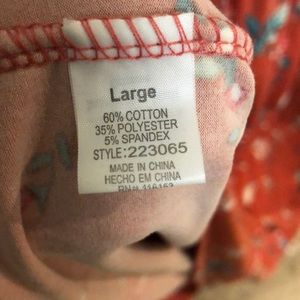 Large
60% COTTON
35% POLYESTER
5% SPANDEX
STYLE:223065
MADE IN CHINA
HECHO EM CHINA